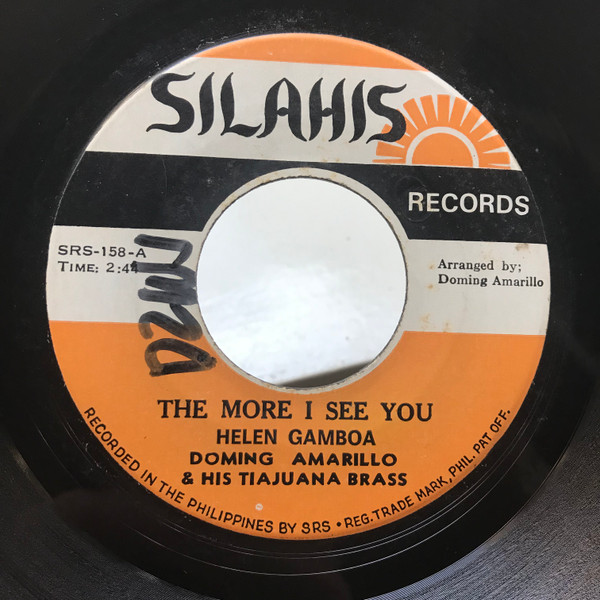 SILAHIS
RECORDS
SRS-158-A
TIME: 2:44
Arranged by;
Doming Amarillo
THE MORE I SEE YOU
HELEN GAMBOA
DOMING AMARILLO
& HIS TIAJUANA BRASS
RECORDED IN THE PHILIPPINES BY SRS • REG. TRADE MARK, PHIL. PAT OFF.